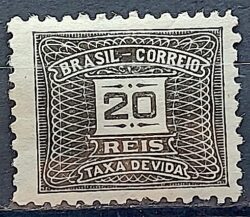 BRASIL-CORREIO
20
REIS
TAXA DEVIDA